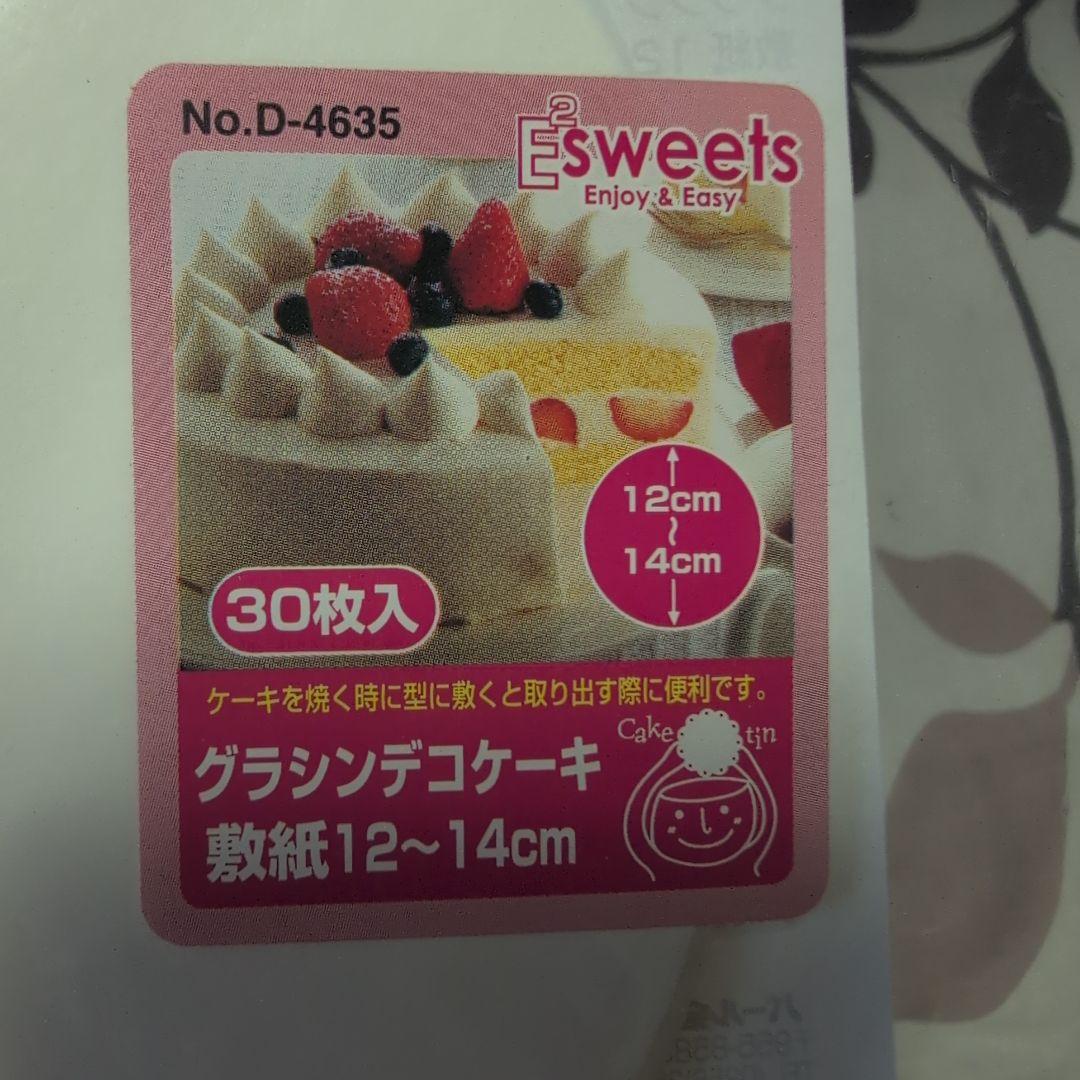 No.D-4635
E²sweets
Enjoy & Easy
12cm
～
14cm
30枚入
ケーキを焼く時に型に敷くと取り出す際に便利です。
Cake tin
グラシンデコケーキ
敷紙12～14cm